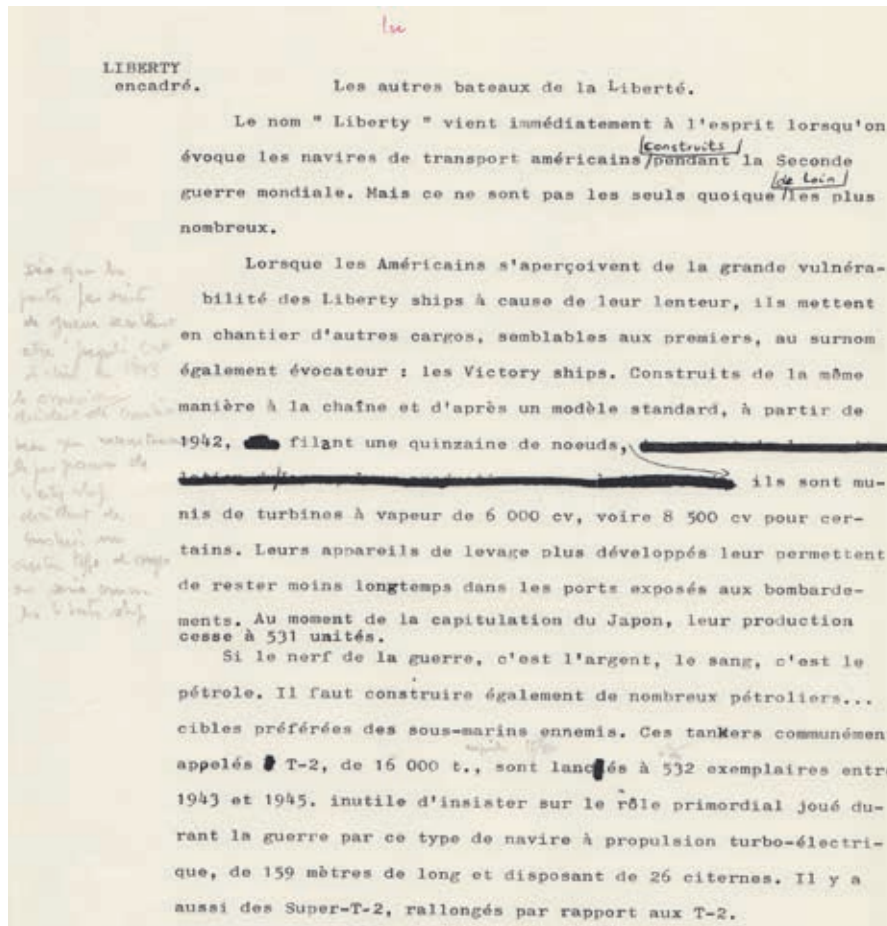 lu
LIBERTY
encadré.
Les autres bateaux de la Liberté.
Le nom " Liberty " vient immédiatement à l'esprit lorsqu'on
construits
évoque les navires de transport américains/pendant la Seconde
de loin
guerre mondiale. Mais ce ne sont pas les seuls quoique/les plus
nombreux.
Lorsque les Américains s'aperçoivent de la grande vulnéra-
bilité des Liberty ships à cause de leur lenteur, ils mettent
en chantier d'autres cargos, semblables aux premiers, au surnom
également évocateur : les Victory ships. Construits de la même
manière à la chaîne et d'après un modèle standard, à partir de
1942, filant une quinzaine de noeuds,
ils sont mu-
nis de turbines à vapeur de 6 000 cv, voire 8 500 cv pour cer-
tains. Leurs appareils de levage plus développés leur permettent
de rester moins longtemps dans les ports exposés aux bombarde-
ments. Au moment de la capitulation du Japon, leur production
cesse à 531 unités.
Si le nerf de la guerre, c'est l'argent, le sang, c'est le
pétrole. Il faut construire également de nombreux pétroliers...
cibles préférées des sous-marins ennemis. Ces tankers communémen
appelés T-2, de 16 000 t., sont lancés à 532 exemplaires entre
1943 et 1945. inutile d'insister sur le rôle primordial joué du-
rant la guerre par ce type de navire à propulsion turbo-électri-
que, de 159 mètres de long et disposant de 26 citernes. Il y a
aussi des Super-T-2, rallongés par rapport aux T-2.